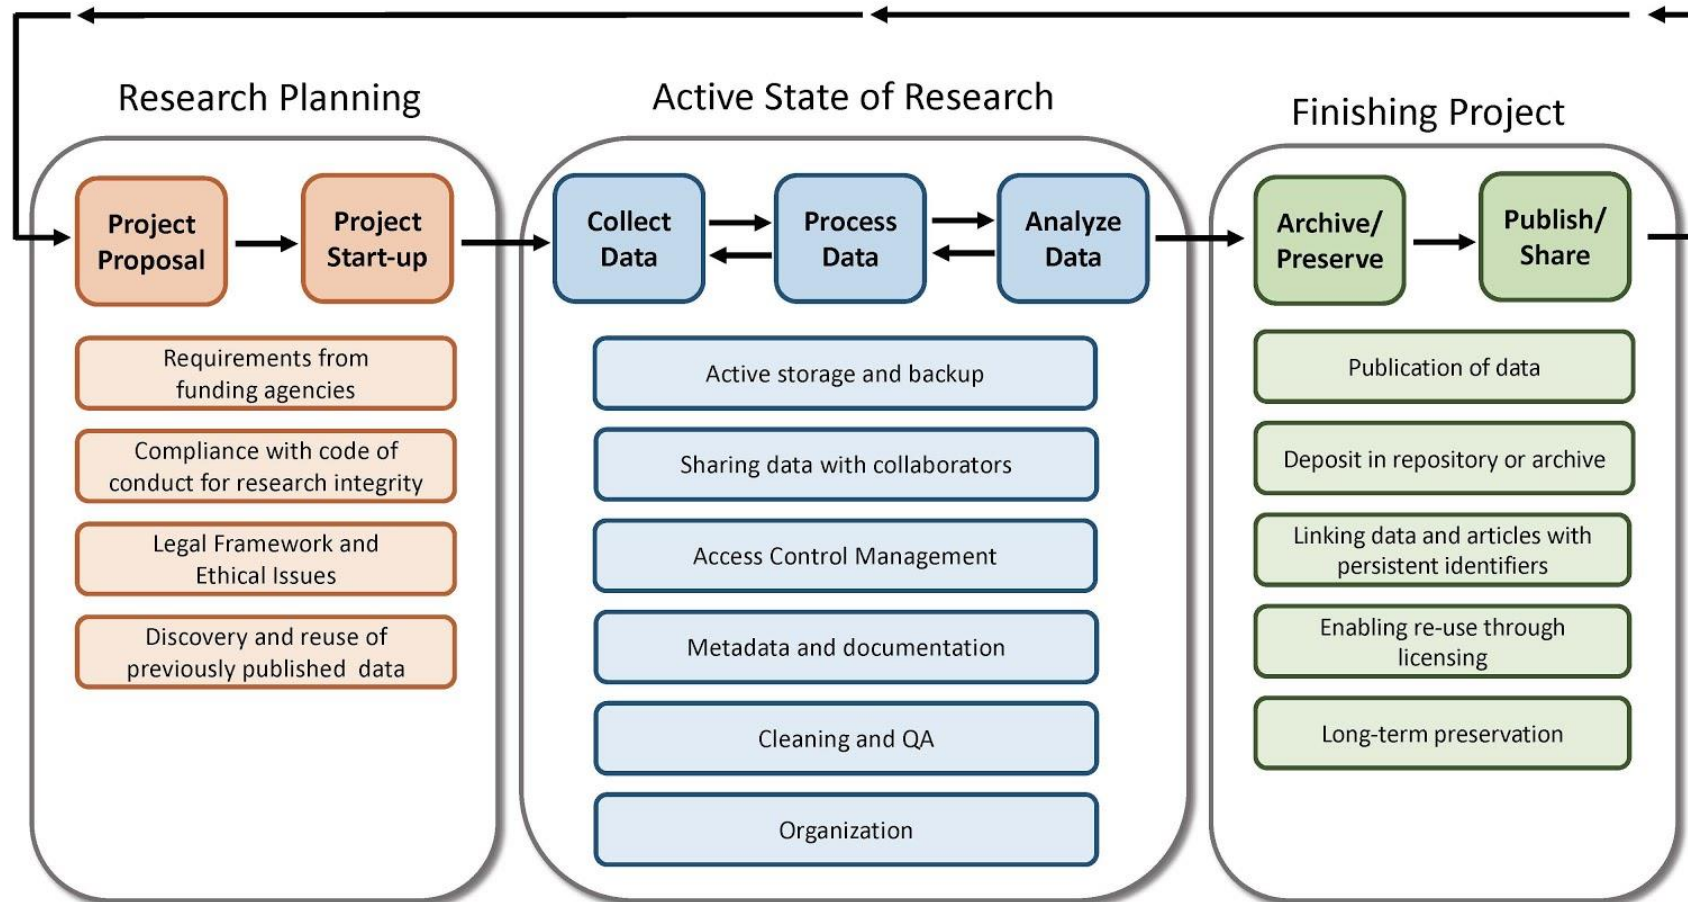 Research Planning
Project
Proposal
Project
Start-up
Requirements from
funding agencies
Compliance with code of
conduct for research integrity
Legal Framework and
Ethical Issues
Discovery and reuse of
previously published data
Active State of Research
Collect
Data
Process
Data
Analyze
Data
Active storage and backup
Sharing data with collaborators
Access Control Management
Metadata and documentation
Cleaning and QA
Organization
Finishing Project
Archive/
Preserve
Publish/
Share
Publication of data
Deposit in repository or archive
Linking data and articles with
persistent identifiers
Enabling re-use through
licensing
Long-term preservation